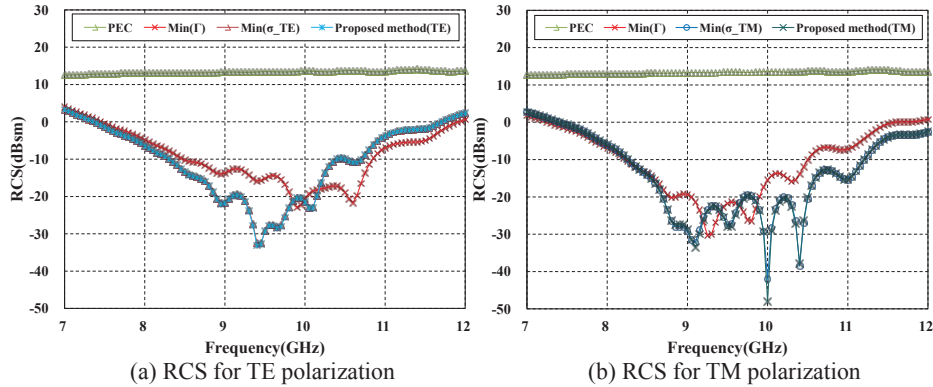 PEC Min(Γ) Min(σ_TE) Proposed method(TE)
30
20
10
0
-10
-20
-30
-40
-50
RCS(dBsm)
7 8 9 10 11 12
Frequency(GHz)
(a) RCS for TE polarization
PEC Min(Γ) Min(σ_TM) Proposed method(TM)
30
20
10
0
-10
-20
-30
-40
-50
RCS(dBsm)
7 8 9 10 11 12
Frequency(GHz)
(b) RCS for TM polarization